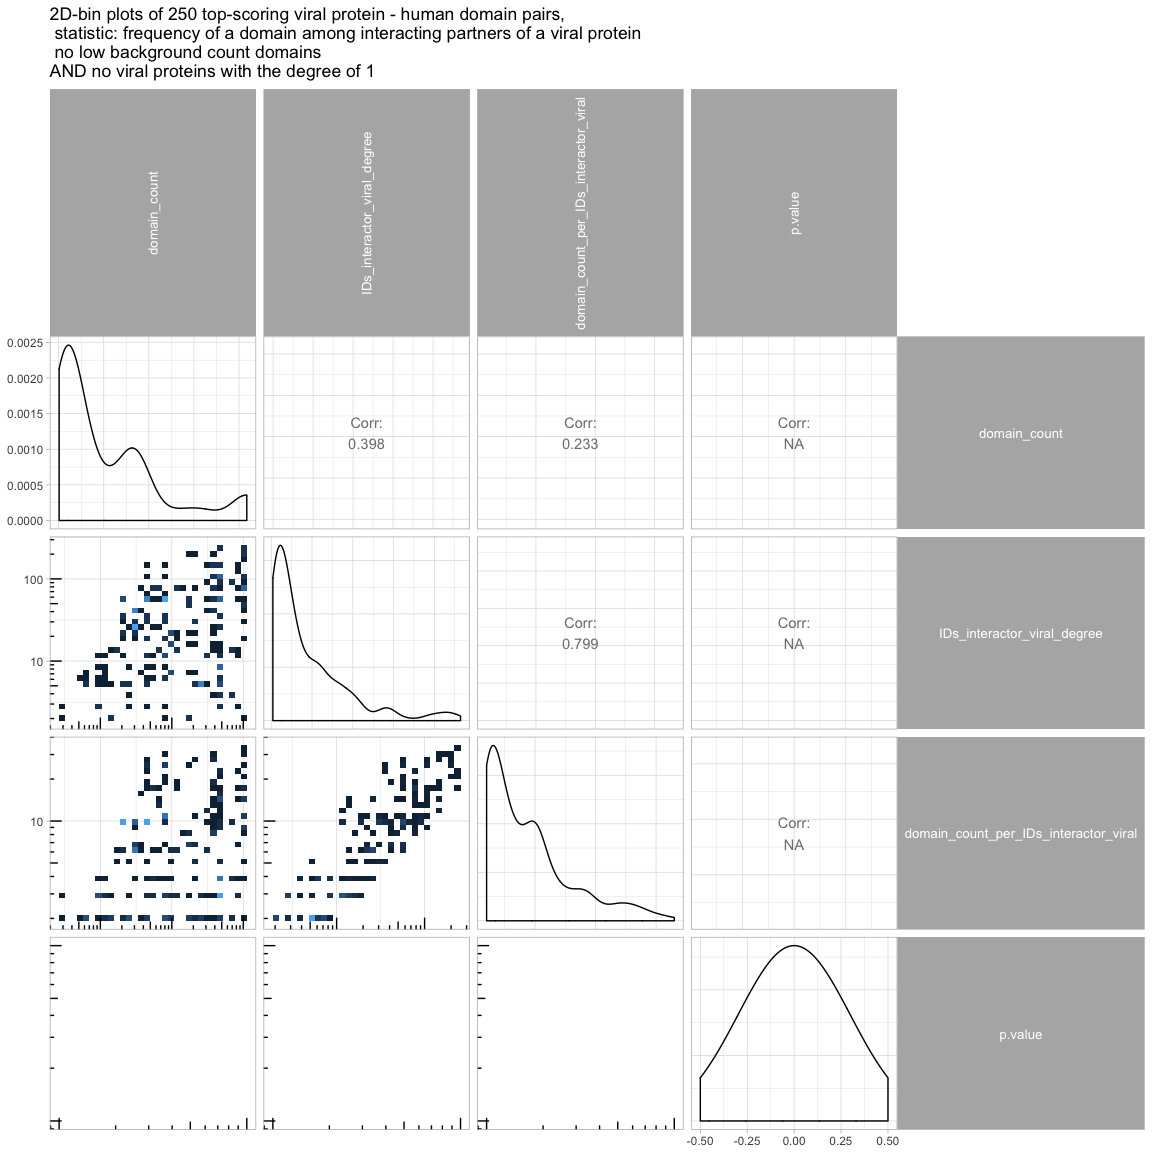 2D-bin plots of 250 top-scoring viral protein - human domain pairs,
statistic: frequency of a domain among interacting partners of a viral protein
no low background count domains
AND no viral proteins with the degree of 1
domain_count
IDs_interactor_viral_degree
domain_count_per_IDs_interactor_viral
p.value
0.0025
0.0020
0.0015
0.0010
0.0005
0.0000
Corr:
0.398
Corr:
0.233
Corr:
NA
domain_count
100
10
Corr:
0.799
Corr:
NA
IDs_interactor_viral_degree
10
Corr:
NA
domain_count_per_IDs_interactor_viral
p.value
-0.50
-0.25
0.00
0.25
0.50